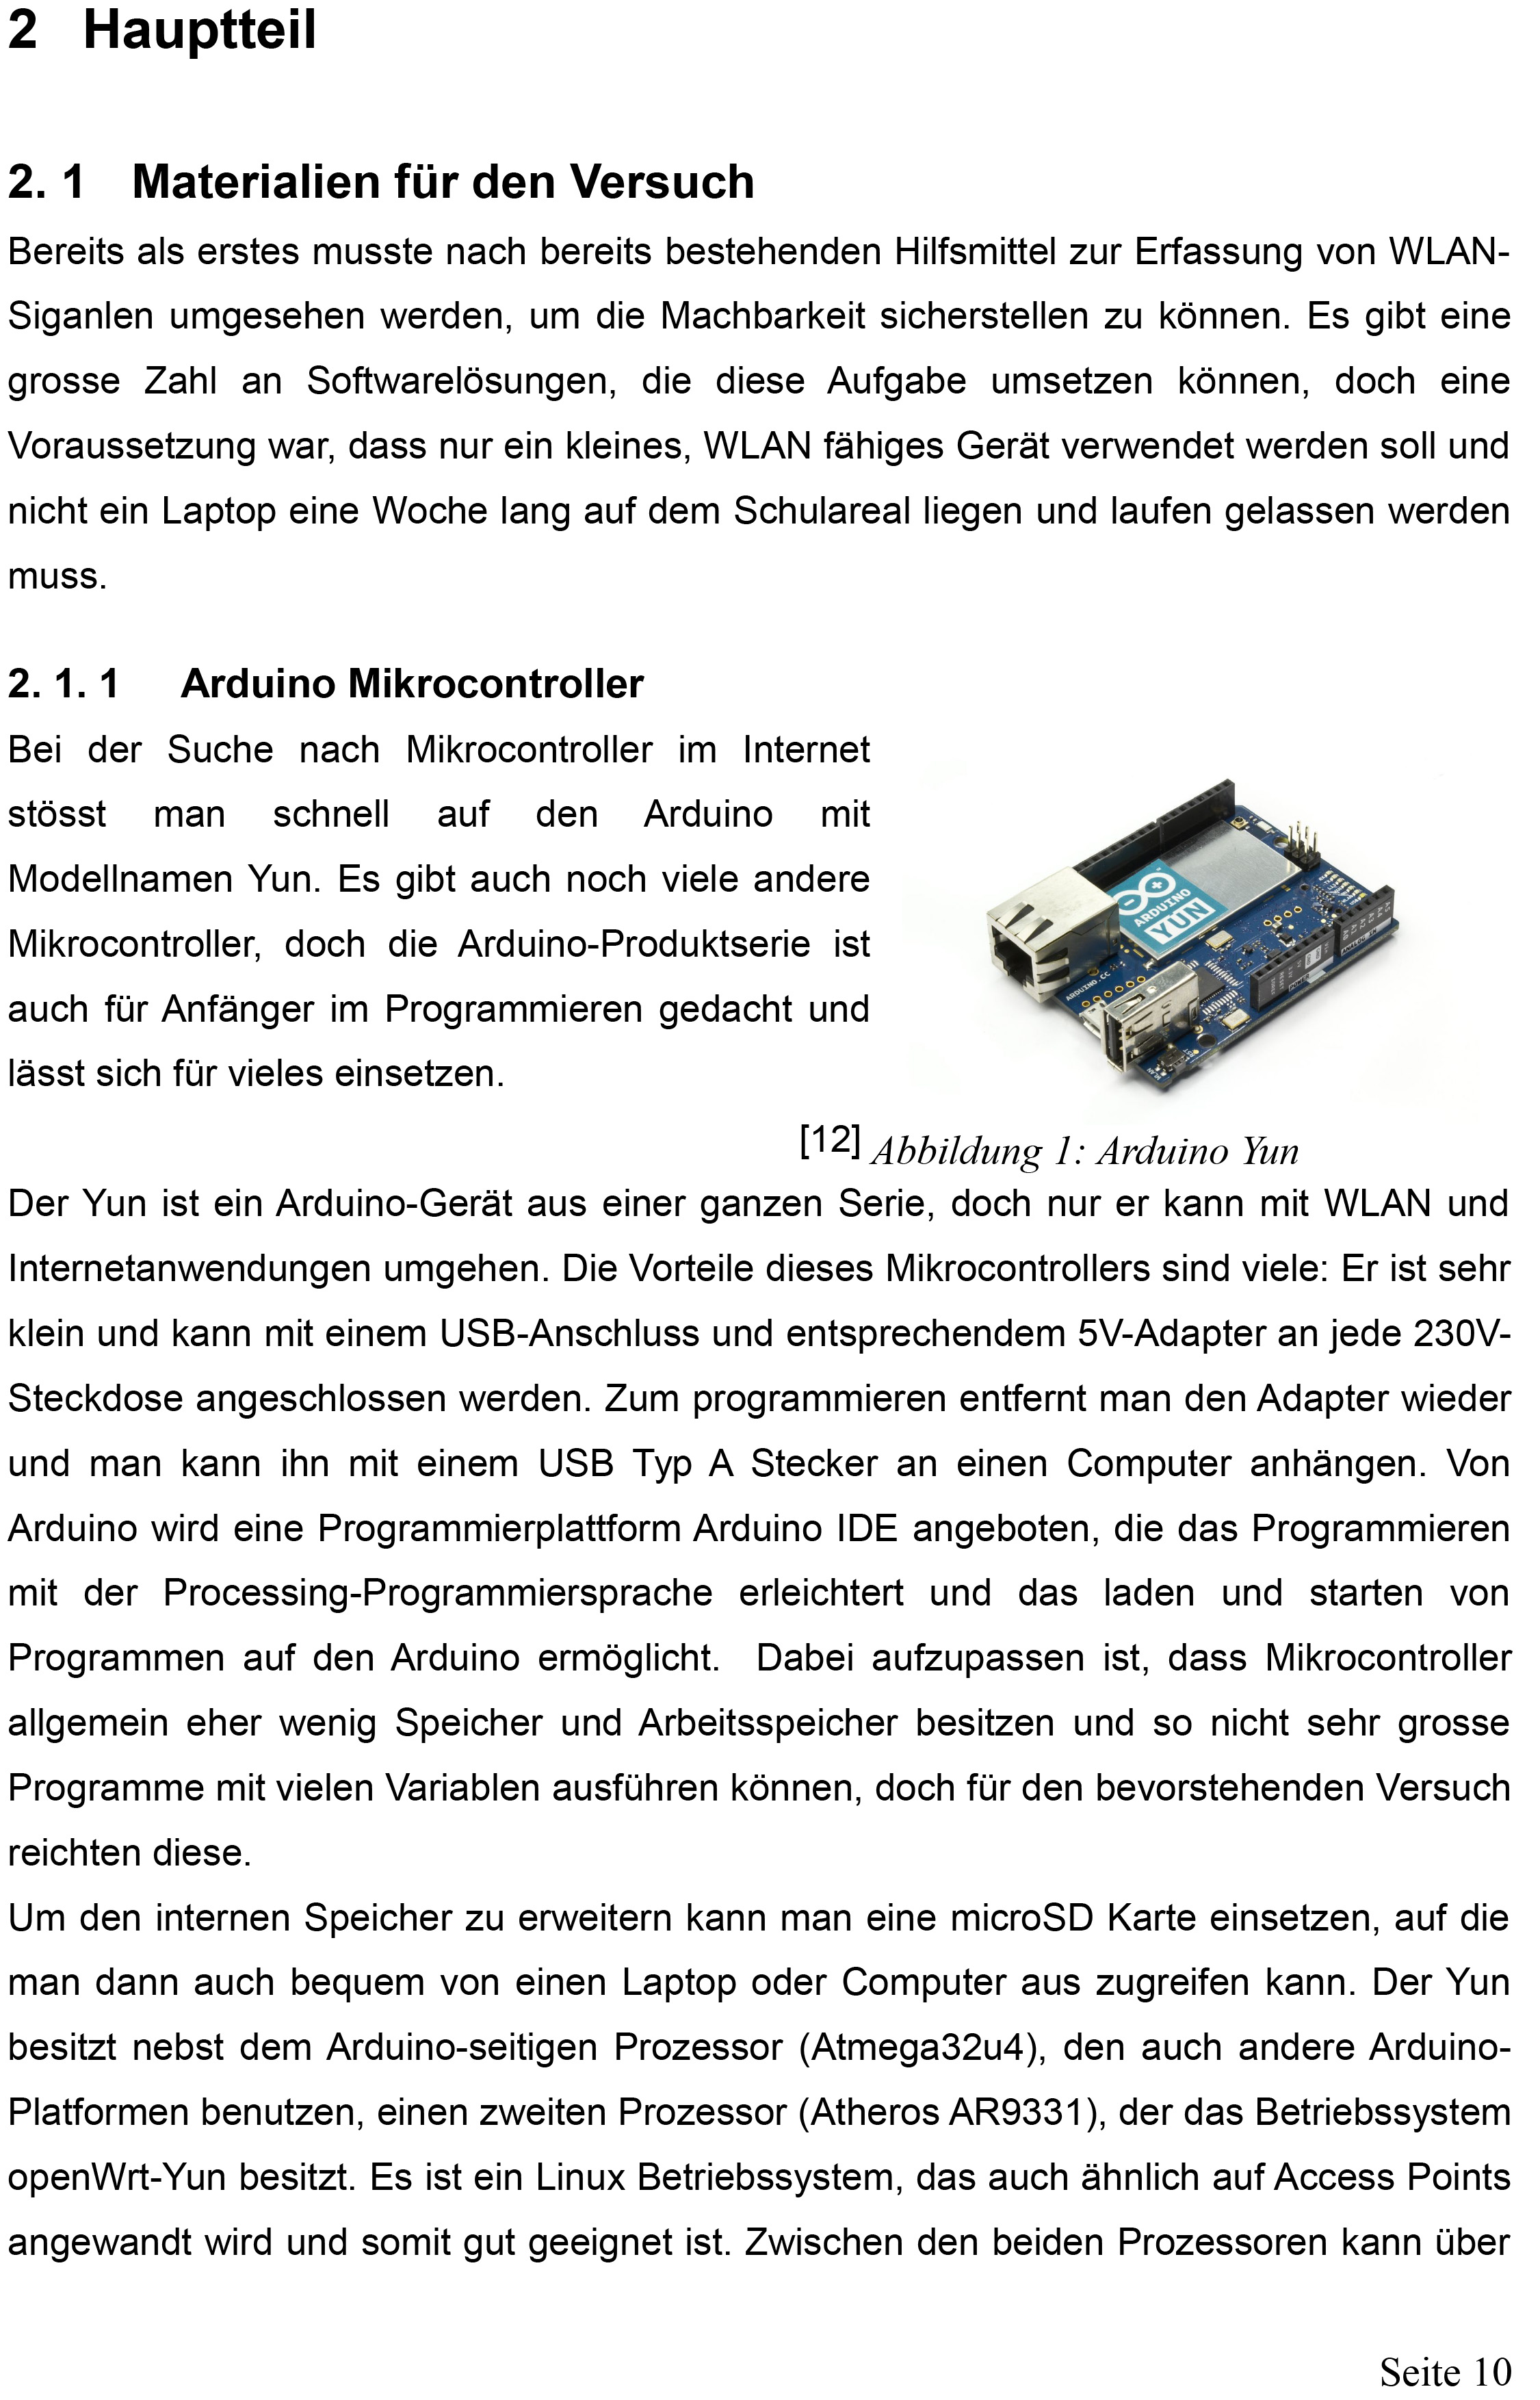 2 Hauptteil
2. 1 Materialien für den Versuch
Bereits als erstes musste nach bereits bestehenden Hilfsmittel zur Erfassung von WLAN-
Siganlen umgesehen werden, um die Machbarkeit sicherstellen zu können. Es gibt eine
grosse Zahl an Softwarelösungen, die diese Aufgabe umsetzen können, doch eine
Voraussetzung war, dass nur ein kleines, WLAN fähiges Gerät verwendet werden soll und
nicht ein Laptop eine Woche lang auf dem Schulareal liegen und laufen gelassen werden
muss.
2. 1. 1 Arduino Mikrocontroller
Bei der Suche nach Mikrocontroller im Internet
stösst man schnell auf den Arduino mit
Modellnamen Yun. Es gibt auch noch viele andere
Mikrocontroller, doch die Arduino-Produktserie ist
auch für Anfänger im Programmieren gedacht und
lässt sich für vieles einsetzen.
ARDUINO
YUN
ARDUINO.CC
ANALOG IN
POWER
[12] Abbildung 1: Arduino Yun
Der Yun ist ein Arduino-Gerät aus einer ganzen Serie, doch nur er kann mit WLAN und
Internetanwendungen umgehen. Die Vorteile dieses Mikrocontrollers sind viele: Er ist sehr
klein und kann mit einem USB-Anschluss und entsprechendem 5V-Adapter an jede 230V-
Steckdose angeschlossen werden. Zum programmieren entfernt man den Adapter wieder
und man kann ihn mit einem USB Typ A Stecker an einen Computer anhängen. Von
Arduino wird eine Programmierplattform Arduino IDE angeboten, die das Programmieren
mit der Processing-Programmiersprache erleichtert und das laden und starten von
Programmen auf den Arduino ermöglicht. Dabei aufzupassen ist, dass Mikrocontroller
allgemein eher wenig Speicher und Arbeitsspeicher besitzen und so nicht sehr grosse
Programme mit vielen Variablen ausführen können, doch für den bevorstehenden Versuch
reichten diese.
Um den internen Speicher zu erweitern kann man eine microSD Karte einsetzen, auf die
man dann auch bequem von einen Laptop oder Computer aus zugreifen kann. Der Yun
besitzt nebst dem Arduino-seitigen Prozessor (Atmega32u4), den auch andere Arduino-
Platformen benutzen, einen zweiten Prozessor (Atheros AR9331), der das Betriebssystem
openWrt-Yun besitzt. Es ist ein Linux Betriebssystem, das auch ähnlich auf Access Points
angewandt wird und somit gut geeignet ist. Zwischen den beiden Prozessoren kann über
Seite 10